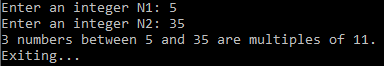 Enter an integer N1: 5
Enter an integer N2: 35
3 numbers between 5 and 35 are multiples of 11.
Exiting...